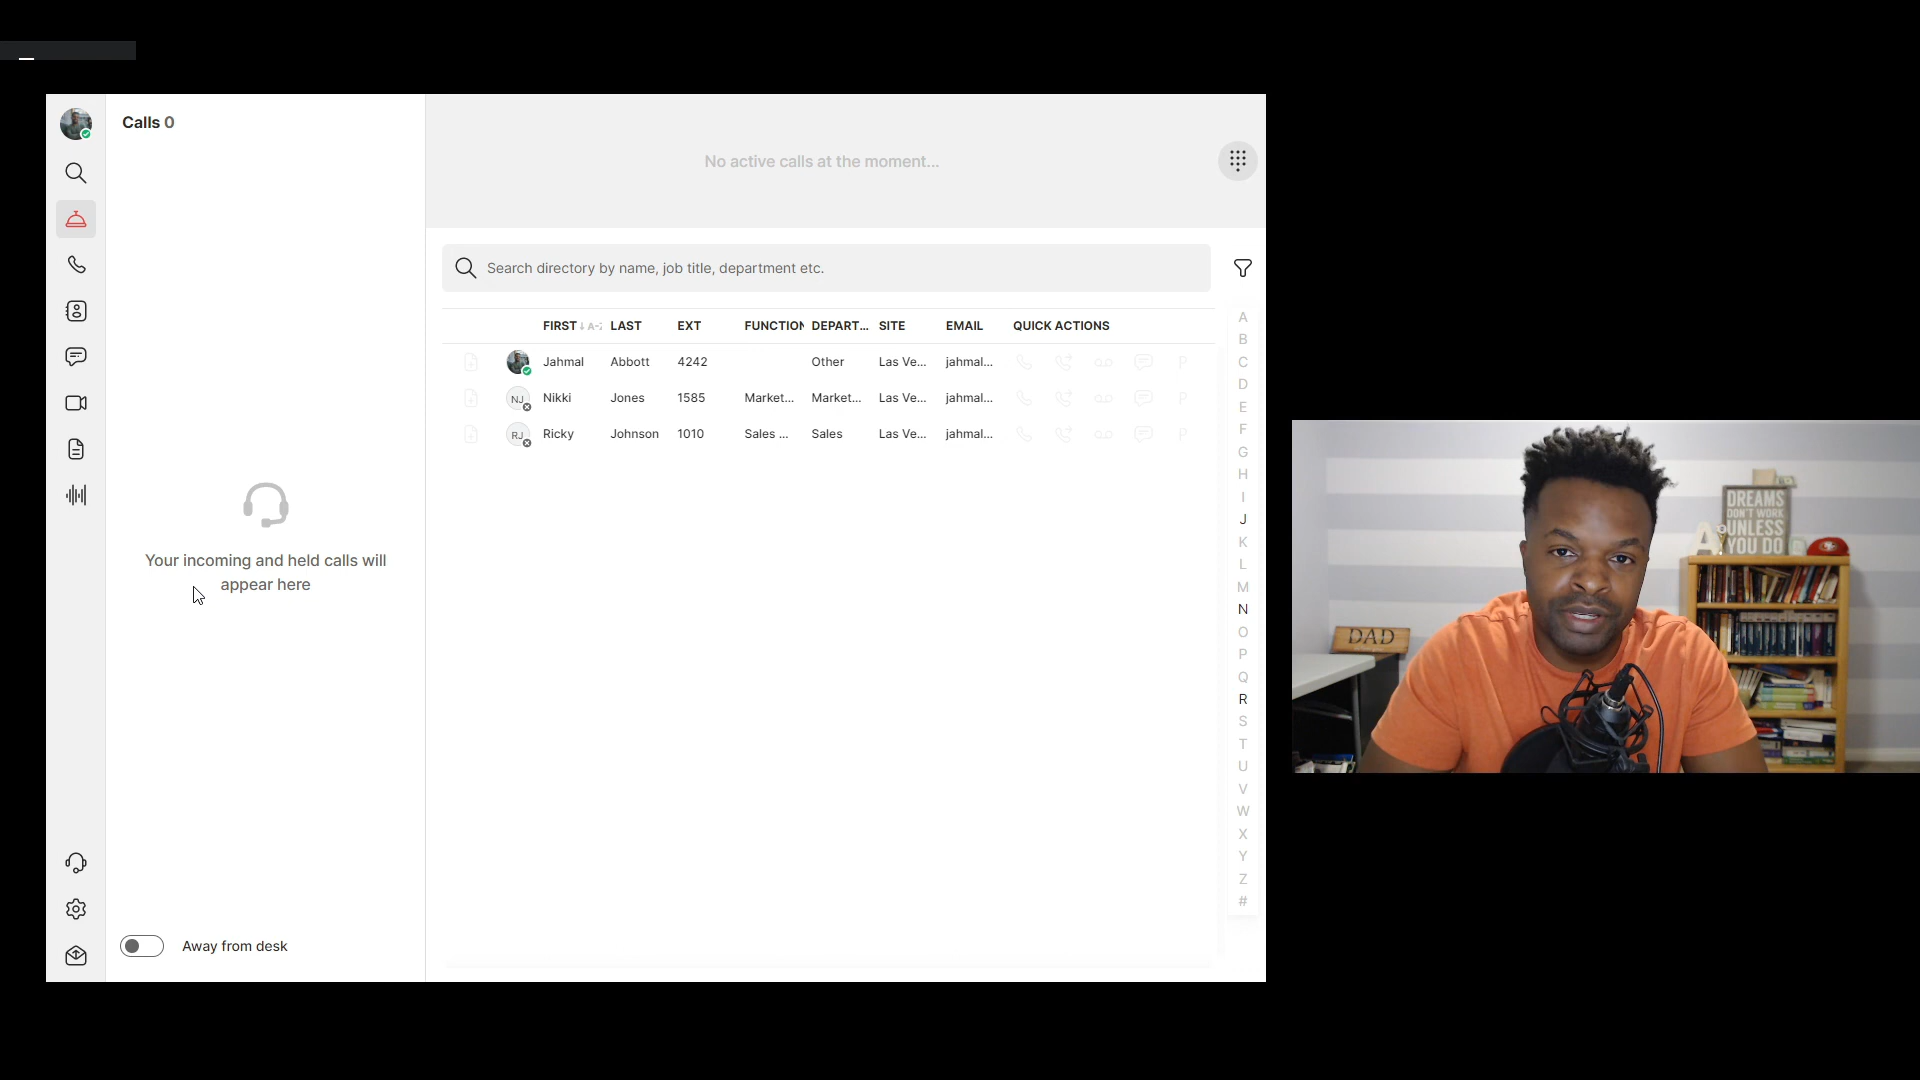 Calls 0
No active calls at the moment...
Search directory by name, job title, department etc.
FIRST A-Z LAST EXT FUNCTION DEPART... SITE EMAIL QUICK ACTIONS
Jahmal Abbott 4242 Other Las Ve... jahmal... P
NJ Nikki Jones 1585 Market... Market... Las Ve... jahmal... P
RJ Ricky Johnson 1010 Sales ... Sales Las Ve... jahmal... P
Your incoming and held calls will
appear here
Away from desk
A
B
C
D
E
F
G
H
I
J
K
L
M
N
O
P
Q
R
S
T
U
V
W
X
Y
Z
#
DREAMS
DON'T WORK
UNLESS
YOU DO
A
DAD